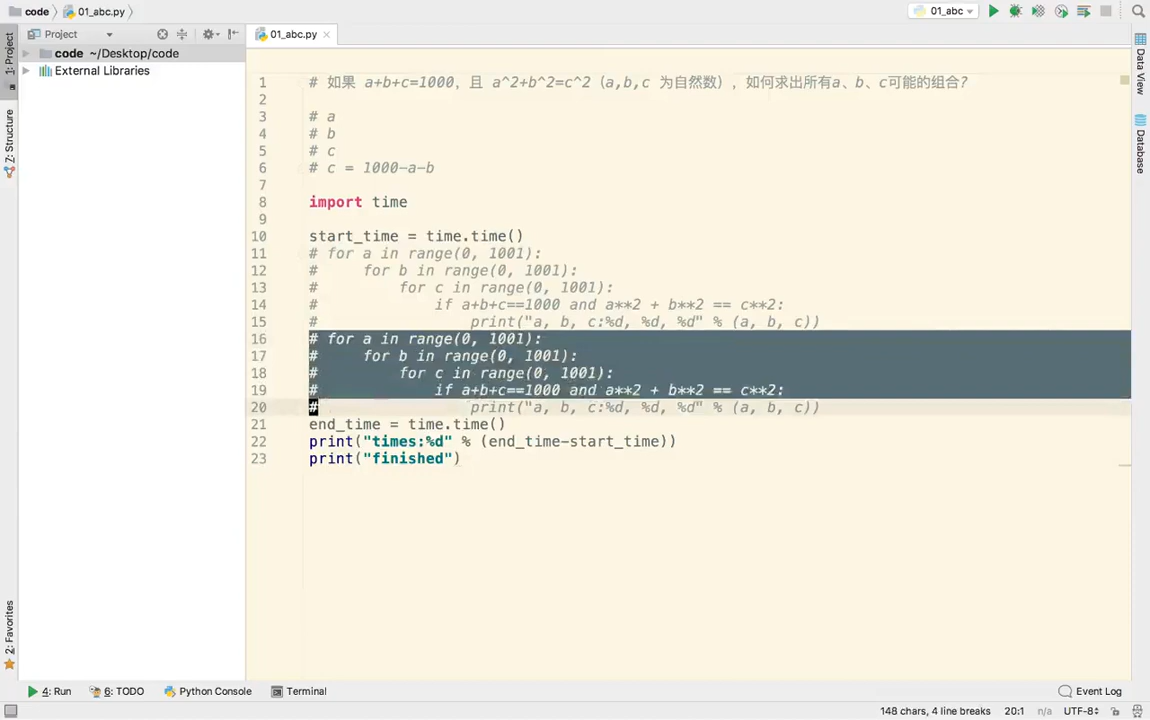 code 01_abc.py 01_abc
Project 01_abc.py
code ~/Desktop/code
External Libraries
1: Project
Z: Structure
2: Favorites
Data View
Database
1 # 如果 a+b+c=1000，且 a^2+b^2=c^2（a,b,c 为自然数），如何求出所有a、b、c可能的组合?
2
3 # a
4 # b
5 # c
6 # c = 1000-a-b
7
8 import time
9
10 start_time = time.time()
11 # for a in range(0, 1001):
12 #     for b in range(0, 1001):
13 #         for c in range(0, 1001):
14 #             if a+b+c==1000 and a**2 + b**2 == c**2:
15 #                 print("a, b, c:%d, %d, %d" % (a, b, c))
16 # for a in range(0, 1001):
17 #     for b in range(0, 1001):
18 #         for c in range(0, 1001):
19 #             if a+b+c==1000 and a**2 + b**2 == c**2:
20 #                 print("a, b, c:%d, %d, %d" % (a, b, c))
21 end_time = time.time()
22 print("times:%d" % (end_time-start_time))
23 print("finished")
4: Run 6: TODO Python Console Terminal Event Log
148 chars, 4 line breaks 20:1 n/a UTF-8